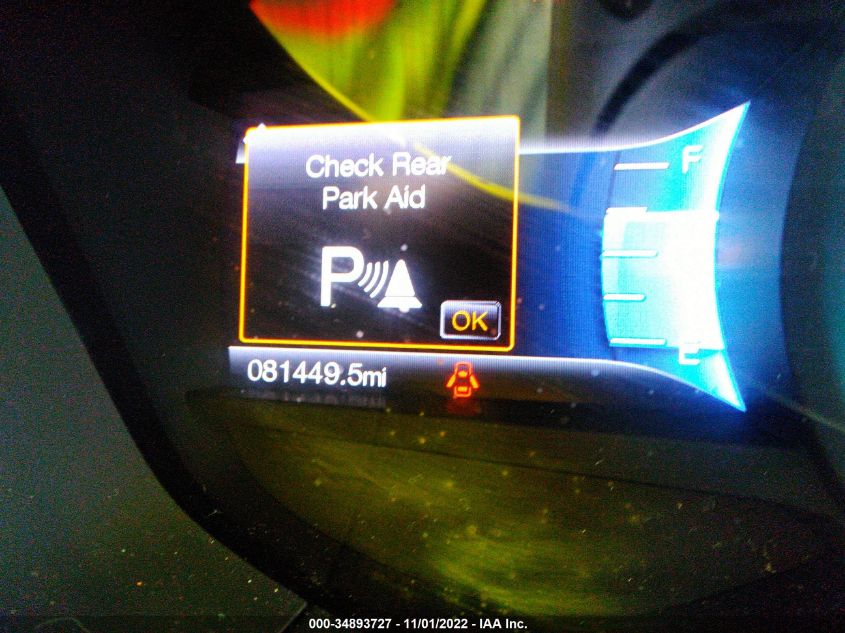 Check Rear
Park Aid
P
OK
F
E
081449.5mi
000-34893727 - 11/01/2022 - IAA Inc.